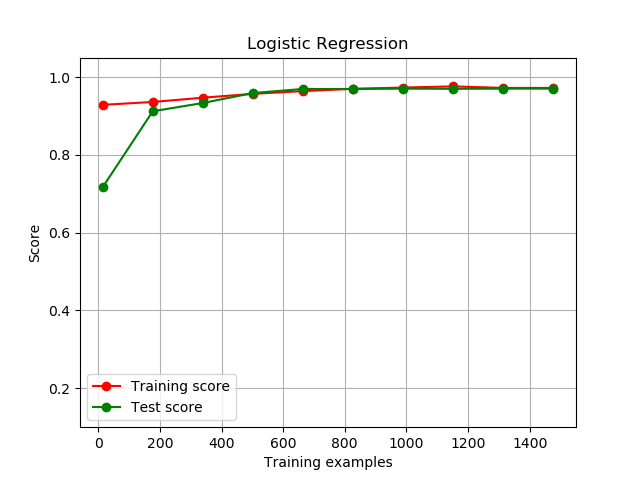 Logistic Regression
1.0
0.8
0.6
0.4
0.2
Score
Training score
Test score
0 200 400 600 800 1000 1200 1400
Training examples